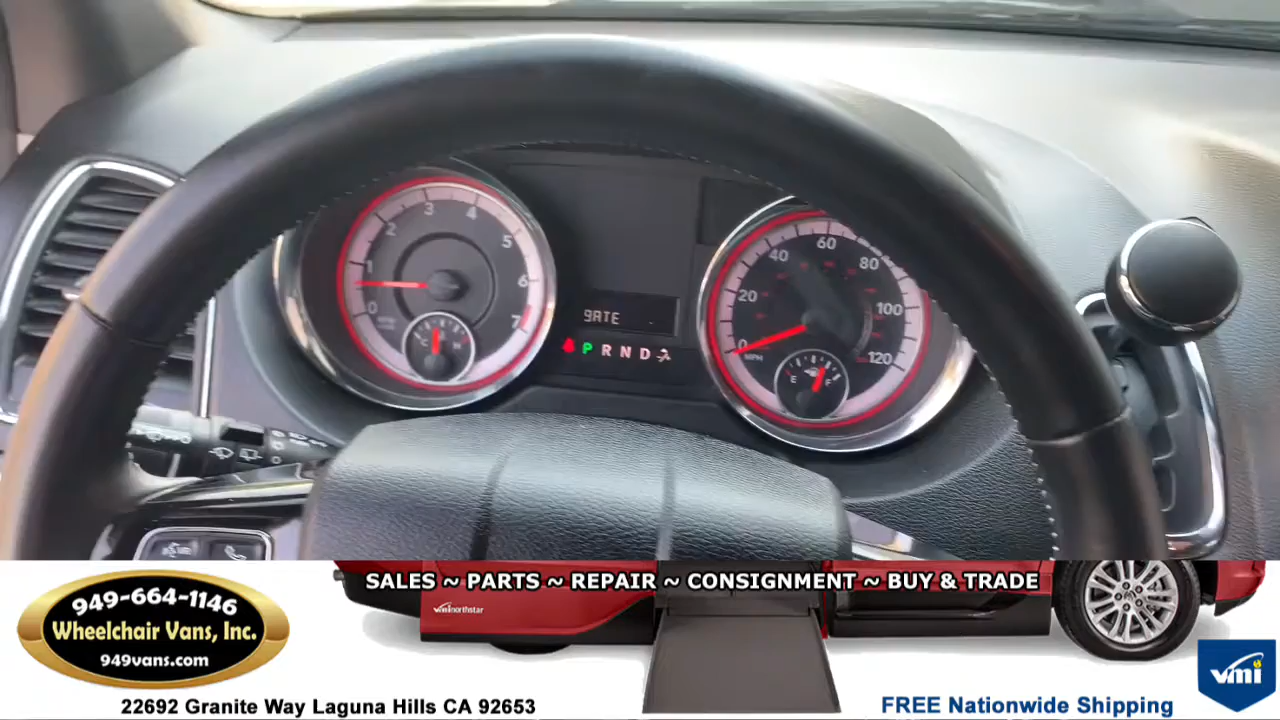 3 4
2 5
1 6
0 7
C H
60
40 80
20 100
0 120
MPH
E F
9ATE
P R N D
SALES ~ PARTS ~ REPAIR ~ CONSIGNMENT ~ BUY & TRADE
vmi northstar
949-664-1146
Wheelchair Vans, Inc.
949vans.com
22692 Granite Way Laguna Hills CA 92653
FREE Nationwide Shipping
vmi